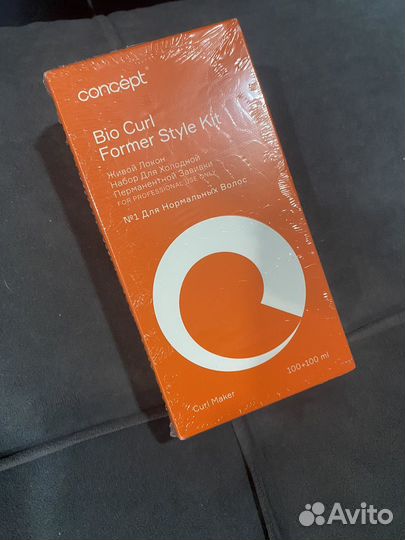 concépt
Bio Curl
Former Style Kit
Живой Локон
Набор Для Холодной
Перманентной Завивки
FOR PROFESSIONAL USE ONLY
№1 Для Нормальных Волос
100+100 ml
Curl Maker
Avito